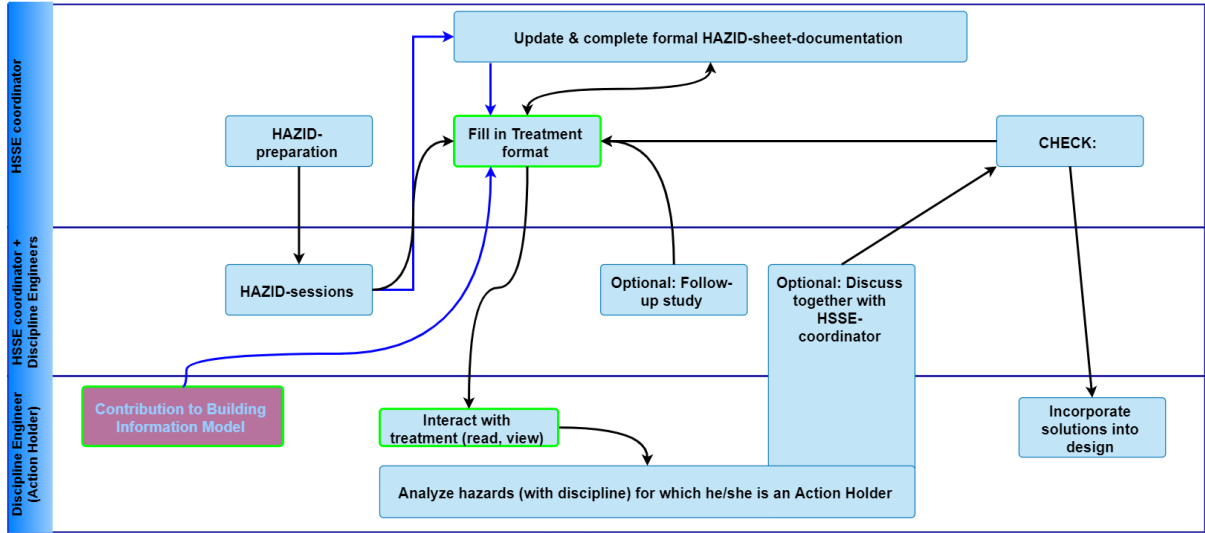 HSSE coordinator
Update & complete formal HAZID-sheet-documentation
HAZID-
preparation
Fill in Treatment
format
CHECK:
HSSE coordinator +
Discipline Engineers
HAZID-sessions
Optional: Follow-
up study
Optional: Discuss
together with
HSSE-
coordinator
Discipline Engineer
(Action Holder)
Contribution to Building
Information Model
Interact with
treatment (read, view)
Incorporate
solutions into
design
Analyze hazards (with discipline) for which he/she is an Action Holder